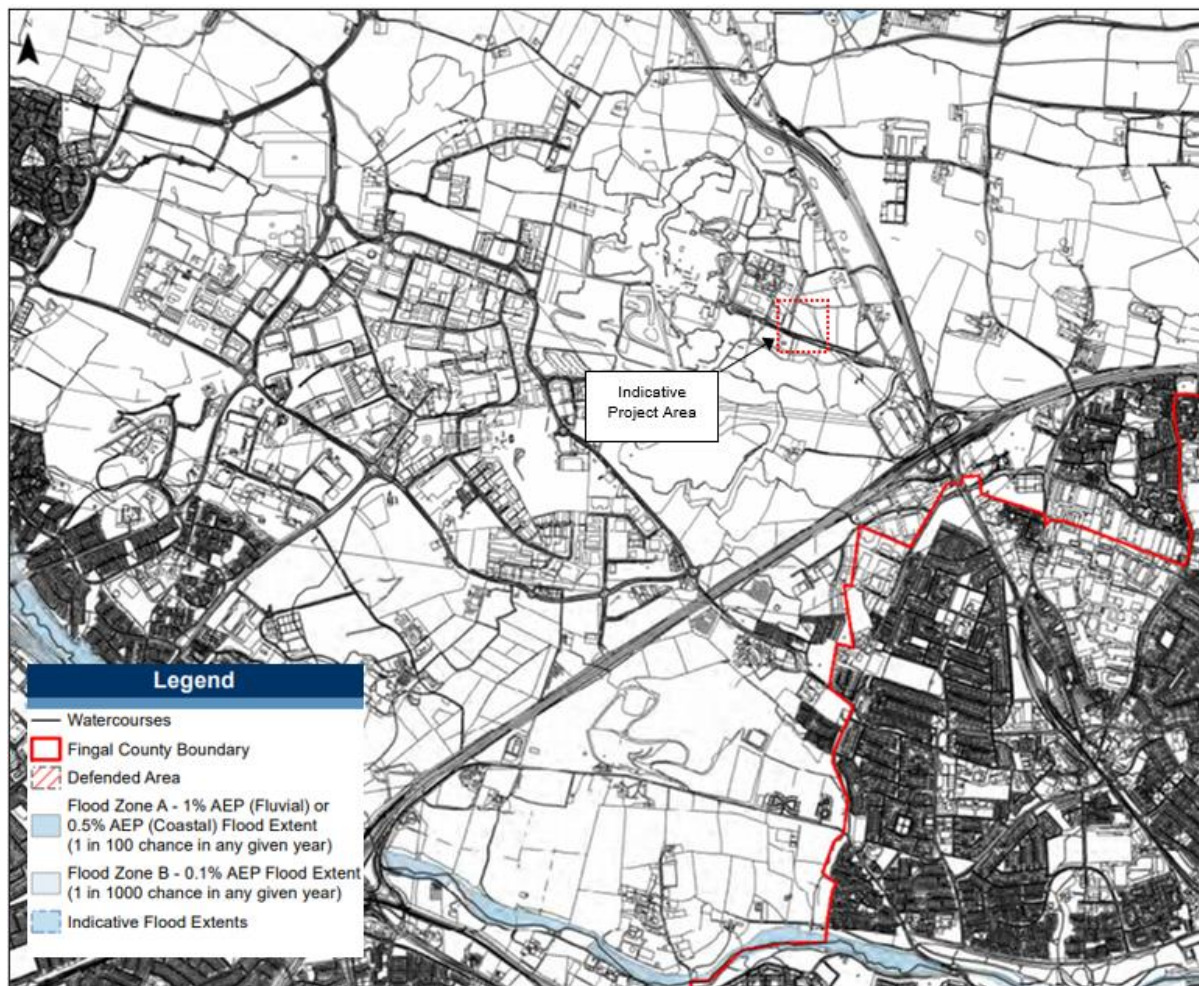 Indicative
Project Area
Legend
Watercourses
Fingal County Boundary
Defended Area
Flood Zone A - 1% AEP (Fluvial) or
0.5% AEP (Coastal) Flood Extent
(1 in 100 chance in any given year)
Flood Zone B - 0.1% AEP Flood Extent
(1 in 1000 chance in any given year)
Indicative Flood Extents